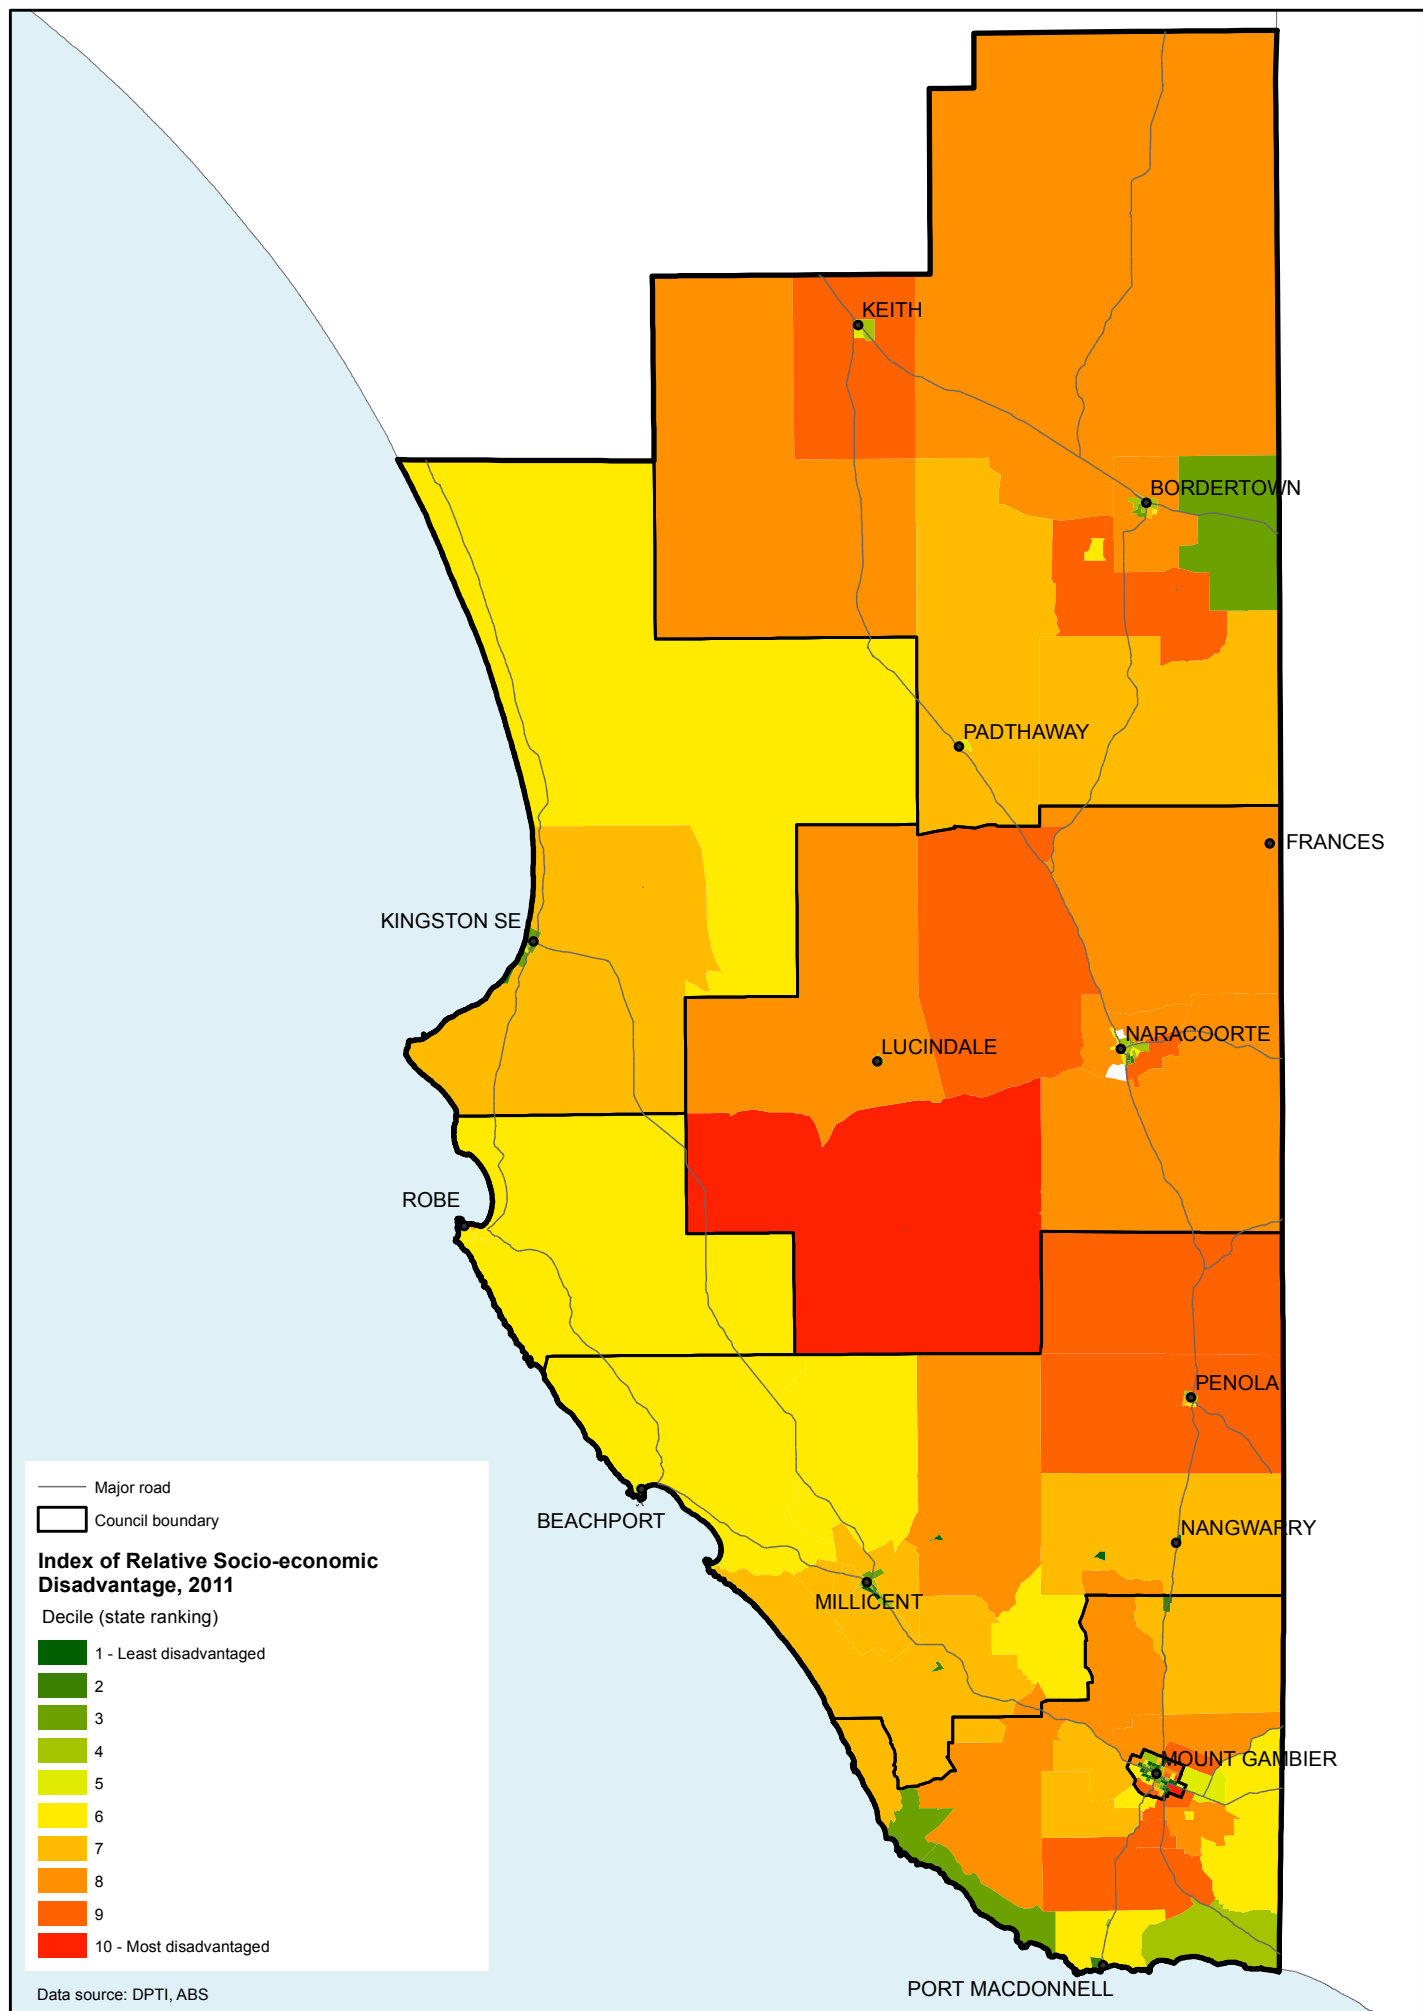 KEITH
BORDERTOWN
PADTHAWAY
FRANCES
KINGSTON SE
NARACOORTE
LUCINDALE
ROBE
PENOLA
BEACHPORT
NANGWARRY
MILLICENT
MOUNT GAMBIER
PORT MACDONNELL
Major road
Council boundary
Index of Relative Socio-economic
Disadvantage, 2011
Decile (state ranking)
1 - Least disadvantaged
2
3
4
5
6
7
8
9
10 - Most disadvantaged
Data source: DPTI, ABS